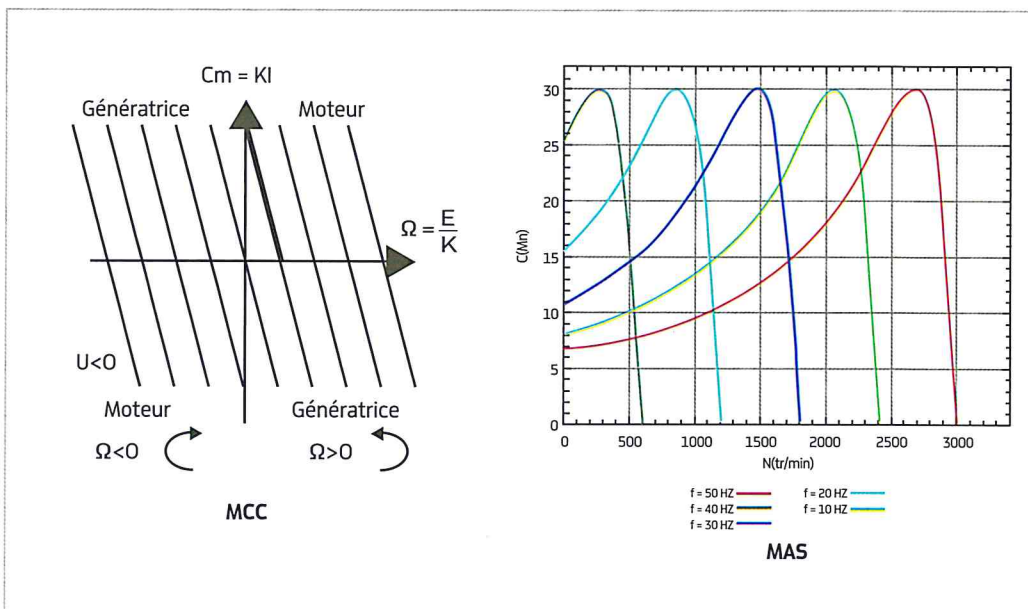 Cm = KI
Génératrice
Moteur
Ω = E/K
U<0
Moteur
Génératrice
Ω<0
Ω>0
MCC
C(Mn)
30
25
20
15
10
5
0
0 500 1000 1500 2000 2500 3000
N(tr/min)
f = 50 HZ
f = 20 HZ
f = 40 HZ
f = 10 HZ
f = 30 HZ
MAS